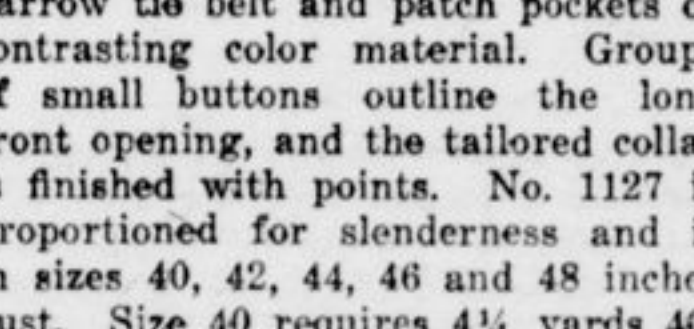 arrow tie belt and patch pockets o
ontrasting color material. Group
f small buttons outline the lon
ront opening, and the tailored colla
s finished with points. No. 1127 i
roportioned for slenderness and i
n sizes 40, 42, 44, 46 and 48 inche
ust. Size 40 requires 4¼ yards 40